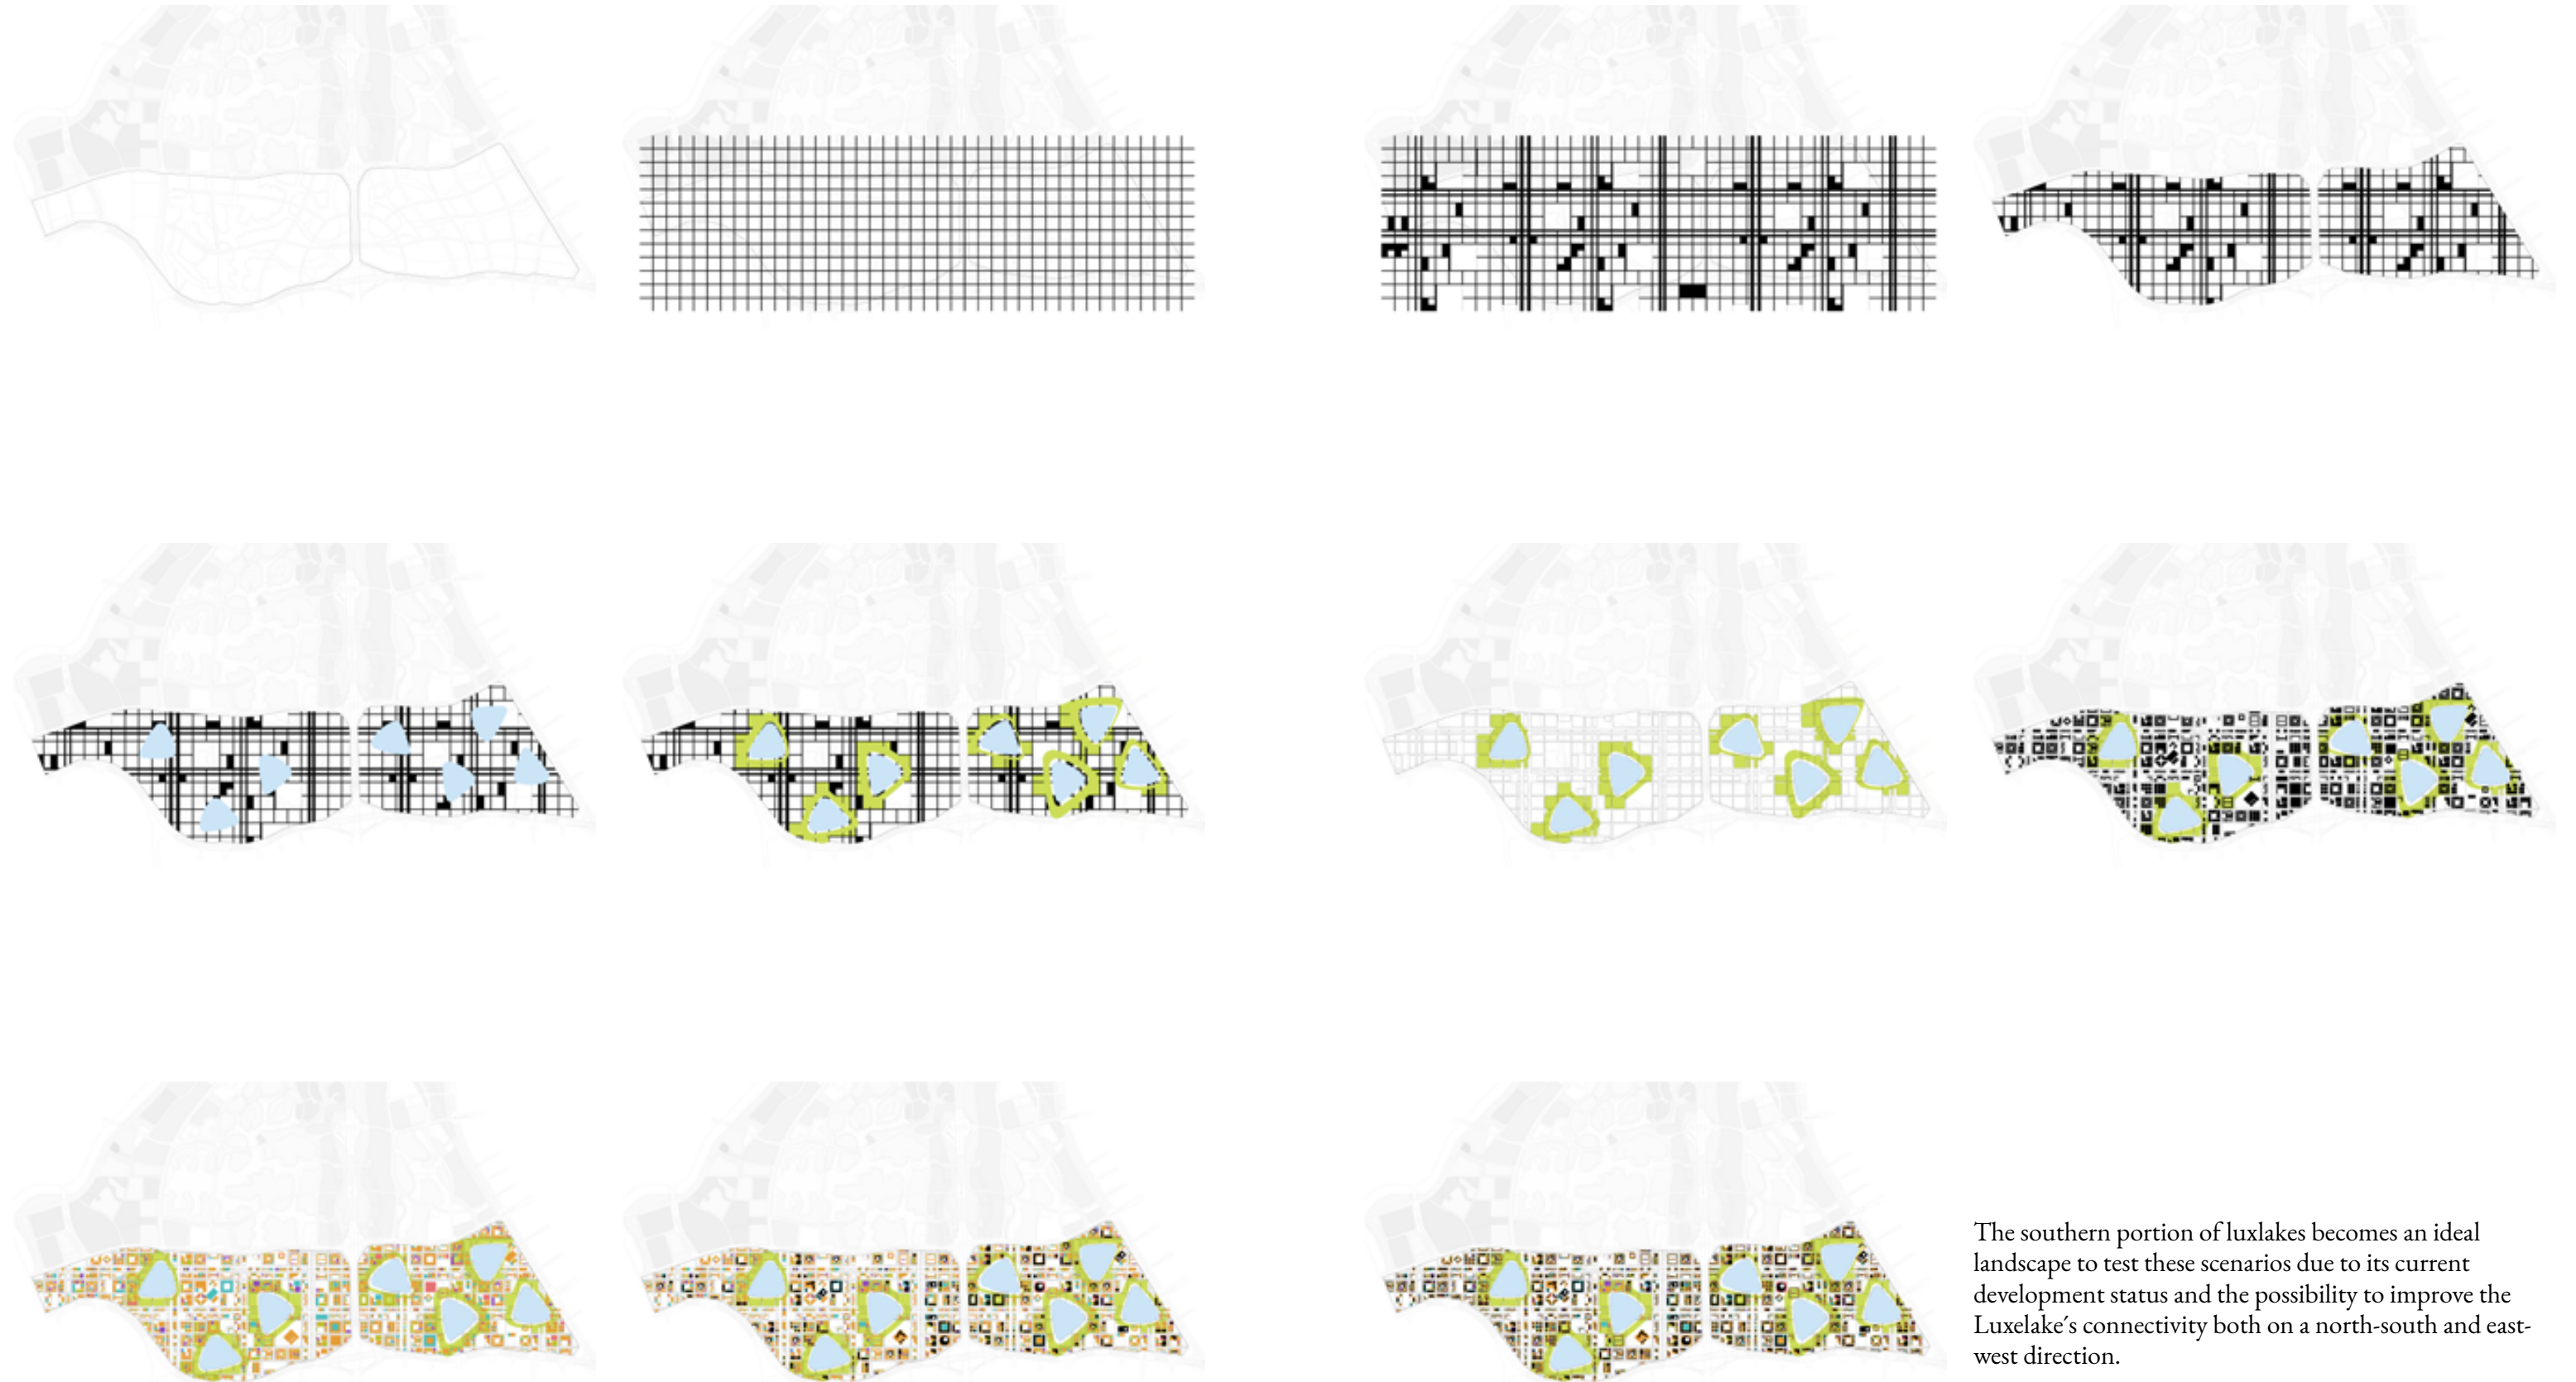 The southern portion of luxlakes becomes an ideal
landscape to test these scenarios due to its current
development status and the possibility to improve the
Luxelake´s connectivity both on a north-south and east-
west direction.